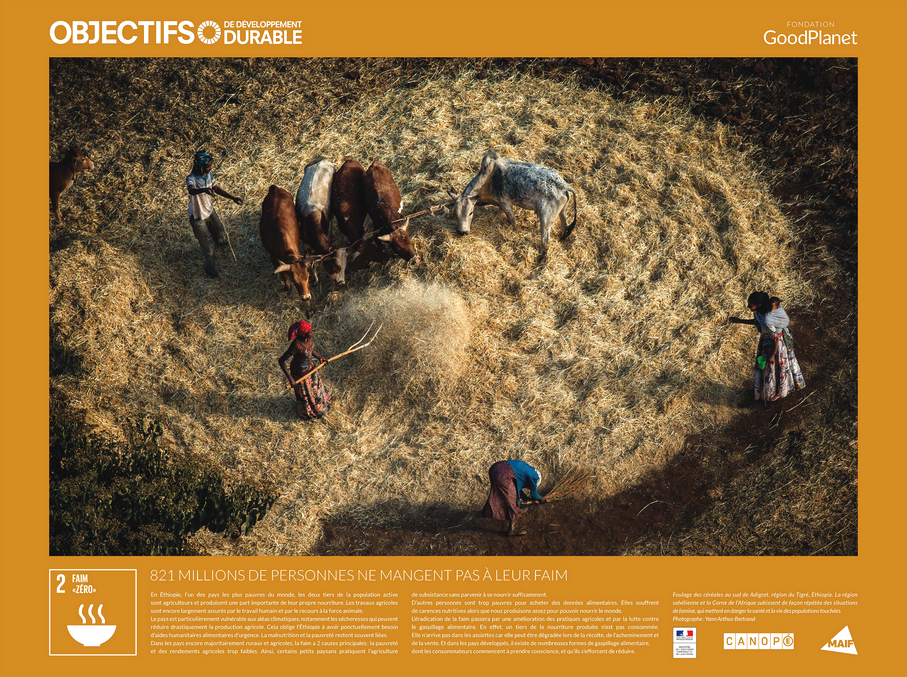 OBJECTIFS DE DÉVELOPPEMENT DURABLE
FONDATION
GoodPlanet
2 FAIM «ZÉRO»
821 MILLIONS DE PERSONNES NE MANGENT PAS À LEUR FAIM
En Éthiopie, l'un des pays les plus pauvres du monde, les deux tiers de la population active
sont agriculteurs et produisent une part importante de leur propre nourriture. Les travaux agricoles
sont encore largement assurés par le travail humain et par le recours à la force animale.
Le pays est particulièrement vulnérable aux aléas climatiques, notamment les sécheresses qui peuvent
réduire drastiquement la production agricole. Cela oblige l'Éthiopie à avoir ponctuellement besoin
d'aides humanitaires alimentaires d'urgence. La malnutrition et la pauvreté restent souvent liées.
Dans les pays encore majoritairement ruraux et agricoles, la faim a 2 causes principales : la pauvreté
et des rendements agricoles trop faibles. Ainsi, certains petits paysans pratiquent l'agriculture
de subsistance sans parvenir à se nourrir suffisamment.
D'autres personnes sont trop pauvres pour acheter des denrées alimentaires. Elles souffrent
de carences nutritives alors que nous produisons assez pour pouvoir nourrir le monde.
L'éradication de la faim passera par une amélioration des pratiques agricoles et par la lutte contre
le gaspillage alimentaire. En effet, un tiers de la nourriture produite n'est pas consommée.
Elle n'arrive pas dans les assiettes car elle peut être dégradée lors de la récolte, de l'acheminement et
de la vente. Et dans les pays développés, il existe de nombreuses formes de gaspillage alimentaire,
dont les consommateurs commencent à prendre conscience, et qu'ils s'efforcent de réduire.
Foulage des céréales au sud de Adigrat, région du Tigré, Éthiopie. La région
sahélienne et la Corne de l'Afrique subissent de façon répétée des situations
de famine, qui mettent en danger la santé et la vie des populations touchées.
Photographe : Yann Arthus-Bertrand
CANOPÉ
MAIF